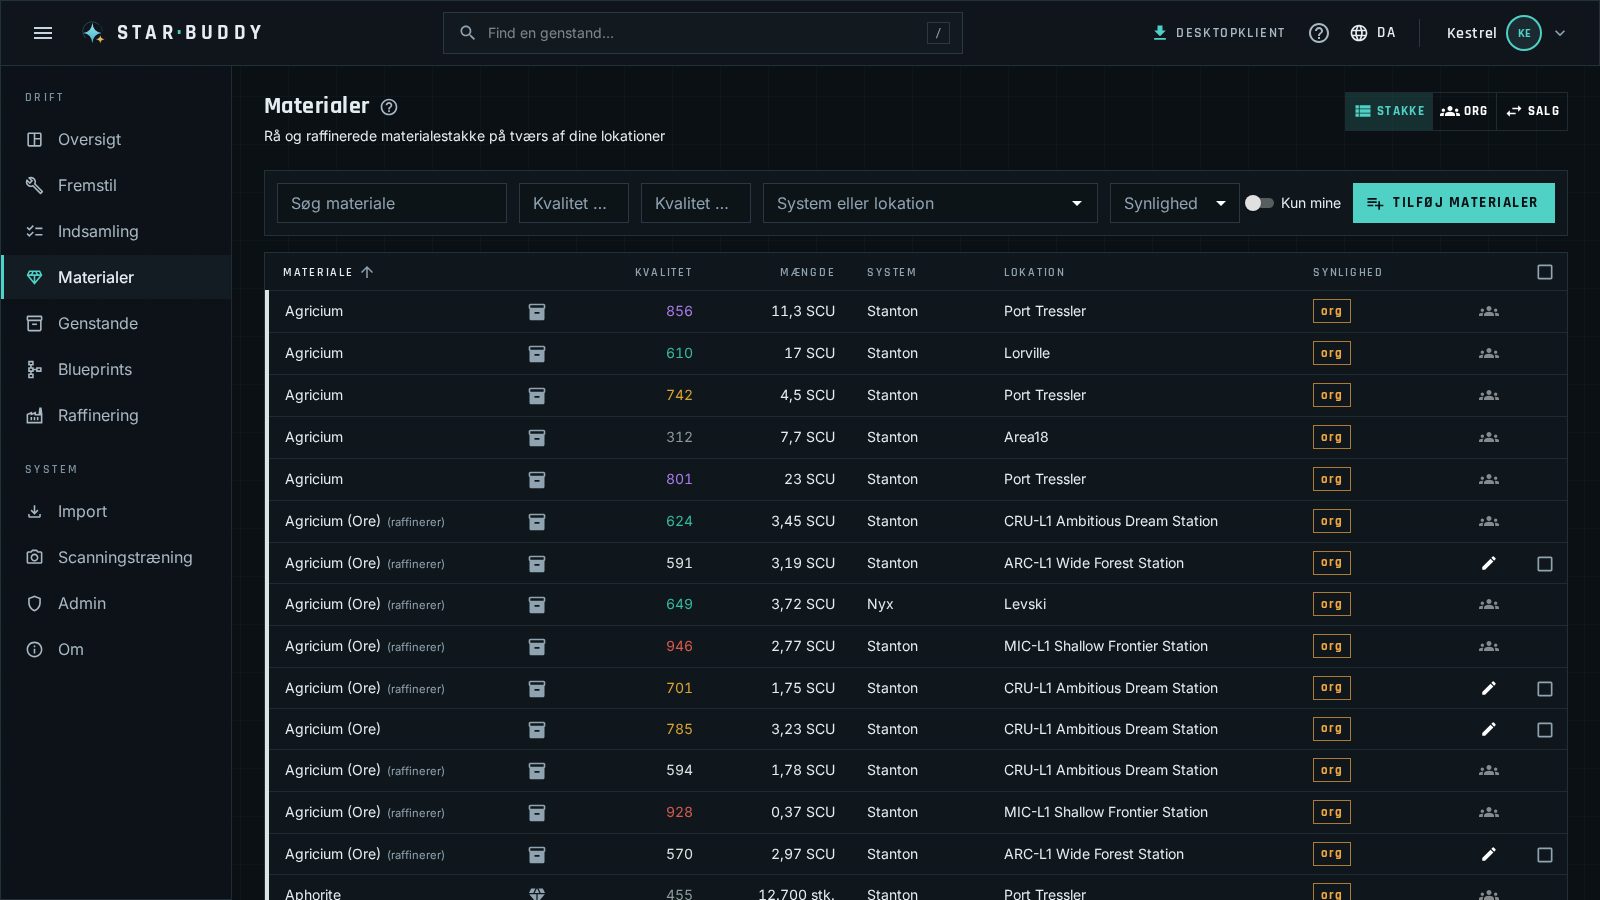 STAR·BUDDY
Find en genstand...
/
DESKTOPKLIENT
DA
Kestrel
KE
DRIFT
Oversigt
Fremstil
Indsamling
Materialer
Genstande
Blueprints
Raffinering
SYSTEM
Import
Scanningstræning
Admin
Om
Materialer
Rå og raffinerede materialestakke på tværs af dine lokationer
STAKKE ORG SALG
Søg materiale Kvalitet ... Kvalitet ... System eller lokation Synlighed Kun mine TILFØJ MATERIALER
MATERIALE KVALITET MÆNGDE SYSTEM LOKATION SYNLIGHED
Agricium 856 11,3 SCU Stanton Port Tressler org
Agricium 610 17 SCU Stanton Lorville org
Agricium 742 4,5 SCU Stanton Port Tressler org
Agricium 312 7,7 SCU Stanton Area18 org
Agricium 801 23 SCU Stanton Port Tressler org
Agricium (Ore) (raffinerer) 624 3,45 SCU Stanton CRU-L1 Ambitious Dream Station org
Agricium (Ore) (raffinerer) 591 3,19 SCU Stanton ARC-L1 Wide Forest Station org
Agricium (Ore) (raffinerer) 649 3,72 SCU Nyx Levski org
Agricium (Ore) (raffinerer) 946 2,77 SCU Stanton MIC-L1 Shallow Frontier Station org
Agricium (Ore) (raffinerer) 701 1,75 SCU Stanton CRU-L1 Ambitious Dream Station org
Agricium (Ore) 785 3,23 SCU Stanton CRU-L1 Ambitious Dream Station org
Agricium (Ore) (raffinerer) 594 1,78 SCU Stanton CRU-L1 Ambitious Dream Station org
Agricium (Ore) (raffinerer) 928 0,37 SCU Stanton MIC-L1 Shallow Frontier Station org
Agricium (Ore) (raffinerer) 570 2,97 SCU Stanton ARC-L1 Wide Forest Station org
Aphorite 455 12.700 stk. Stanton Port Tressler org